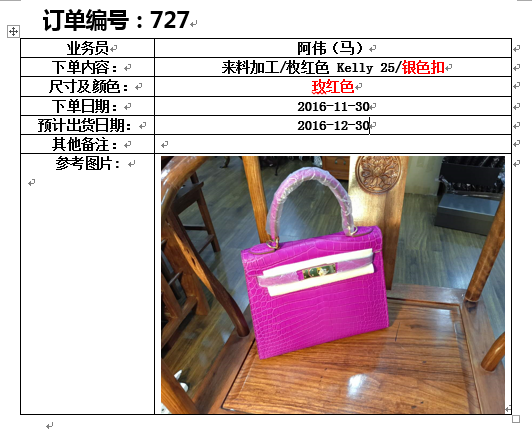 订单编号：727
业务员 阿伟（马）
下单内容： 来料加工/枚红色 Kelly 25/银色扣
尺寸及颜色： 玫红色
下单日期： 2016-11-30
预计出货日期： 2016-12-30
其他备注：
参考图片：